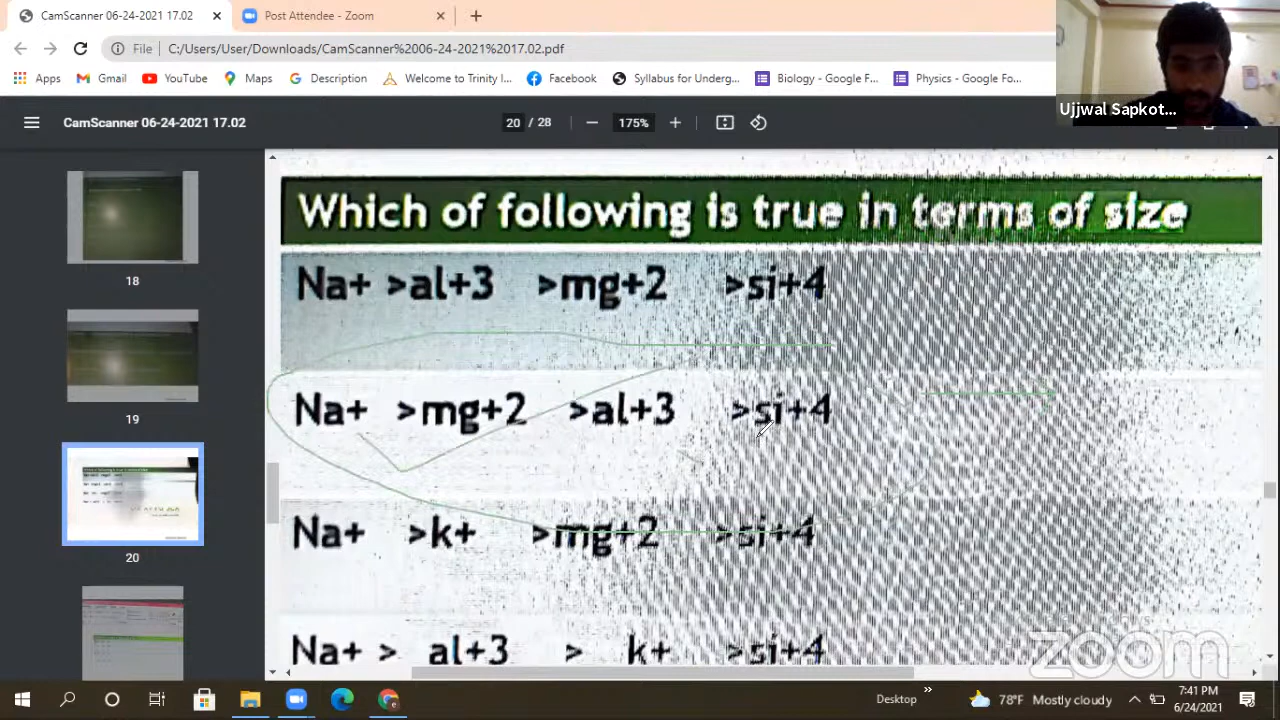 CamScanner 06-24-2021 17.02
Post Attendee - Zoom
File
C:/Users/User/Downloads/CamScanner%2006-24-2021%2017.02.pdf
Apps
Gmail
YouTube
Maps
Description
Welcome to Trinity I...
Facebook
Syllabus for Underg...
Biology - Google F...
Physics - Google Fo...
Ujjwal Sapkot...
CamScanner 06-24-2021 17.02
20 / 28
175%
18
19
20
Which of following is true in terms of size
Na+ >al+3 >mg+2 >si+4
Na+ >mg+2 >al+3 >si+4
Na+ >k+ >mg+2 >si+4
Na+ > al+3 > k+ >si+4
zoom
Desktop
78°F Mostly cloudy
7:41 PM
6/24/2021